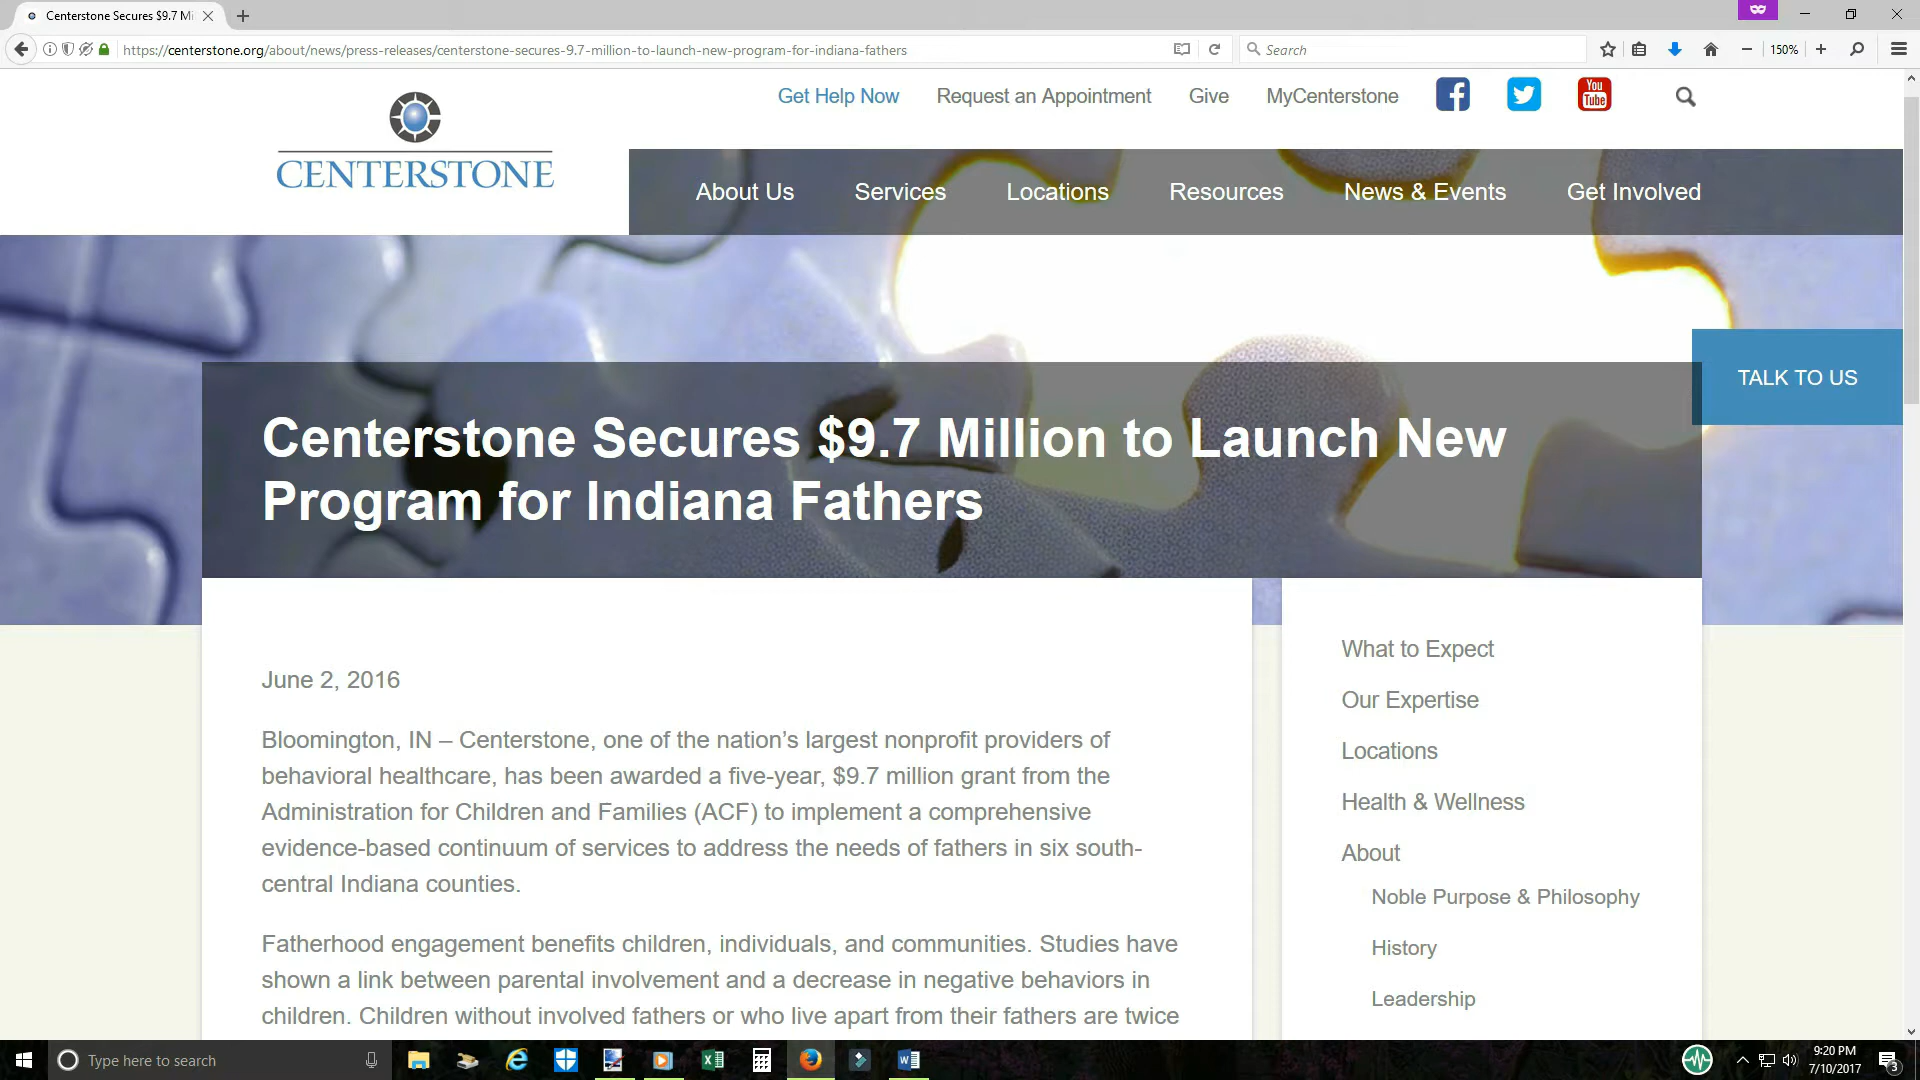 Centerstone Secures $9.7 Mi
https://centerstone.org/about/news/press-releases/centerstone-secures-9.7-million-to-launch-new-program-for-indiana-fathers
Search
150%
Get Help Now
Request an Appointment
Give
MyCenterstone
You
Tube
CENTERSTONE
About Us
Services
Locations
Resources
News & Events
Get Involved
TALK TO US
Centerstone Secures $9.7 Million to Launch New
Program for Indiana Fathers
June 2, 2016
Bloomington, IN – Centerstone, one of the nation’s largest nonprofit providers of
behavioral healthcare, has been awarded a five-year, $9.7 million grant from the
Administration for Children and Families (ACF) to implement a comprehensive
evidence-based continuum of services to address the needs of fathers in six south-
central Indiana counties.
Fatherhood engagement benefits children, individuals, and communities. Studies have
shown a link between parental involvement and a decrease in negative behaviors in
children. Children without involved fathers or who live apart from their fathers are twice
What to Expect
Our Expertise
Locations
Health & Wellness
About
Noble Purpose & Philosophy
History
Leadership
Type here to search
9:20 PM
7/10/2017
3